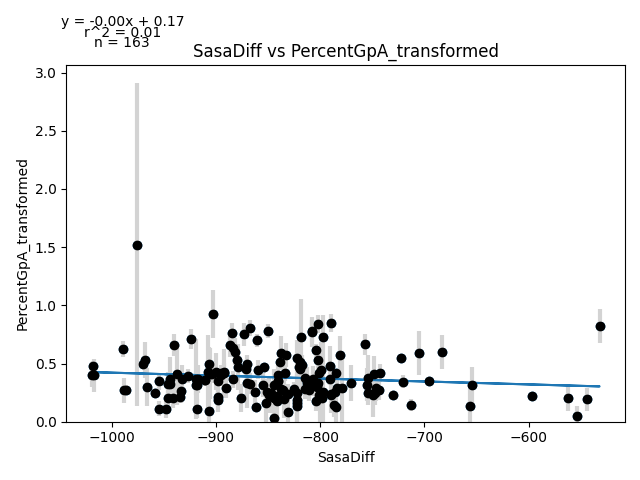 y = -0.00x + 0.17
r^2 = 0.01
n = 163
SasaDiff vs PercentGpA_transformed
3.0
2.5
2.0
1.5
1.0
0.5
0.0
PercentGpA_transformed
−1000 −900 −800 −700 −600
SasaDiff